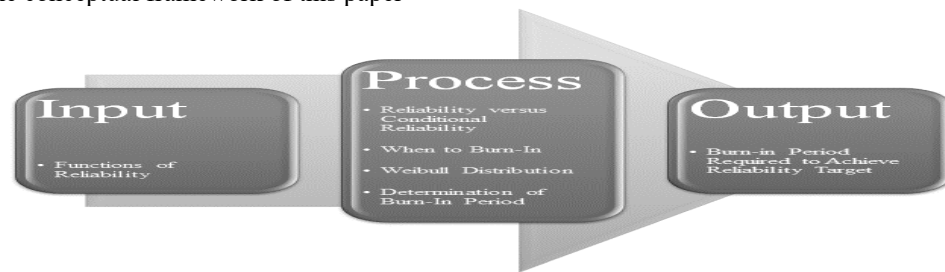 conceptual framework of this paper
Input
• Functions of
Reliability
Process
• Reliability versus
Conditional
Reliability
• When to Burn-In
• Weibull Distribution
• Determination of
Burn-In Period
Output
• Burn-in Period
Required to Achieve
Reliability Target